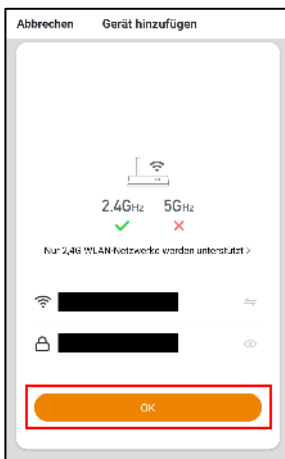 Abbrechen Gerät hinzufügen
2.4GHz 5GHz
Nur 2,4G WLAN-Netzwerke werden unterstützt >
OK